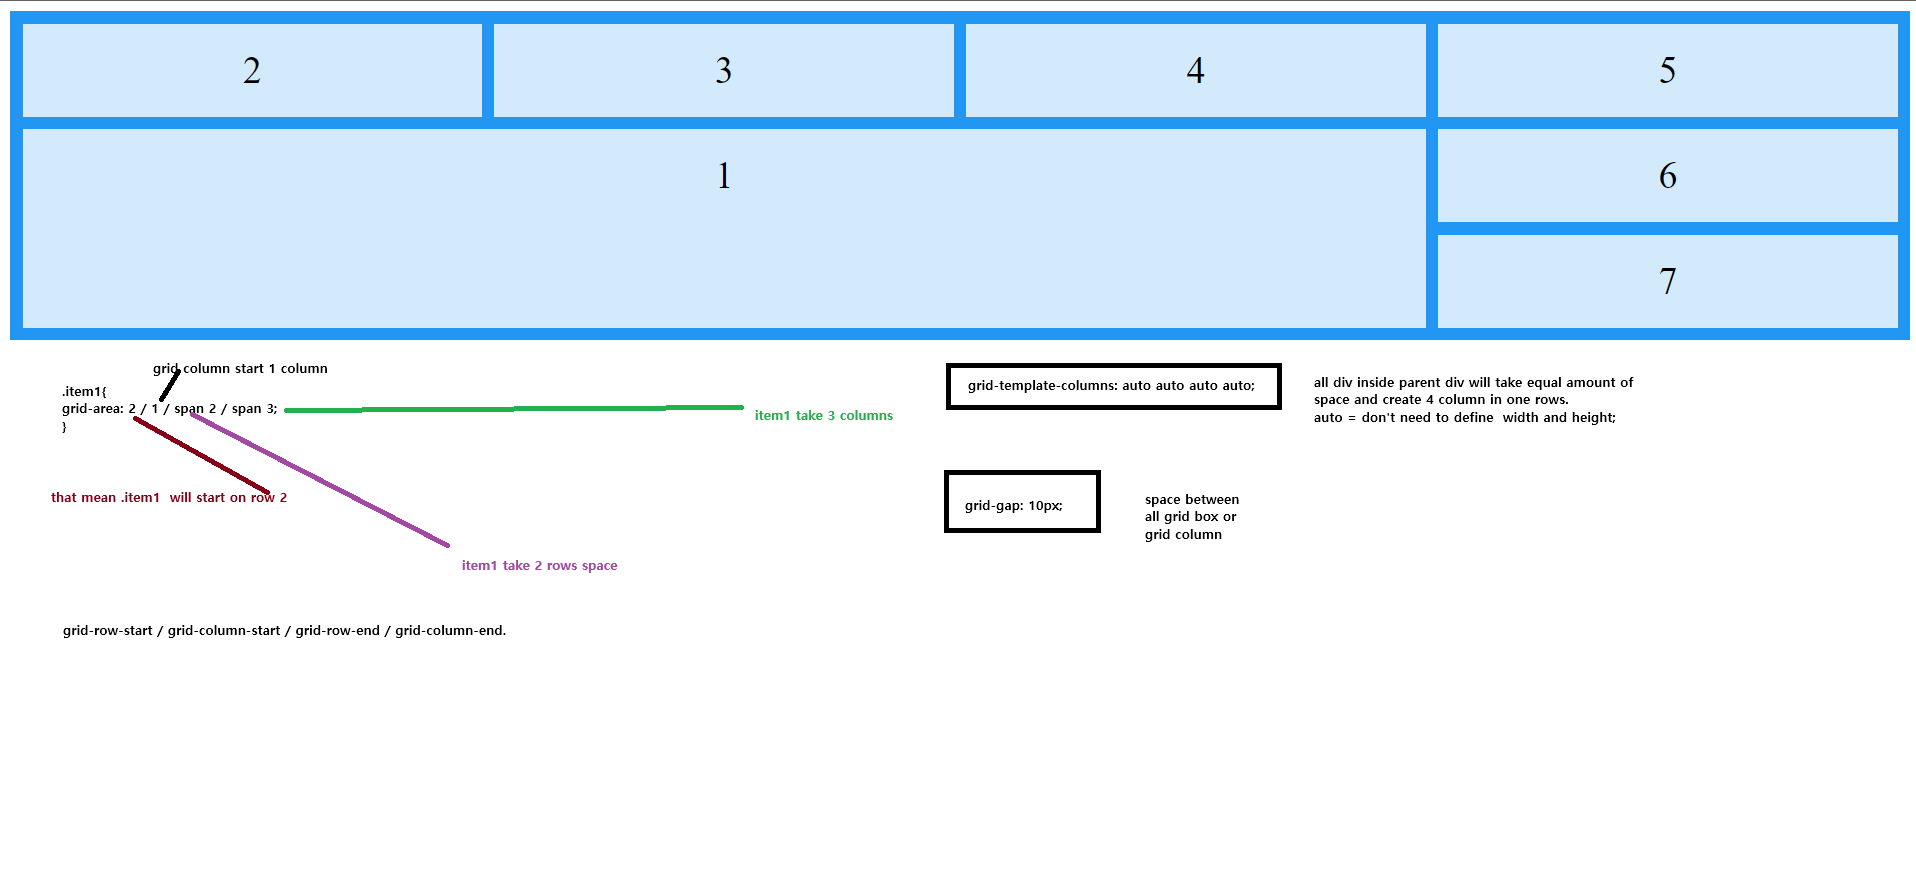 2
3
4
5
1
6
7
grid column start 1 column
.item1{
grid-area: 2 / 1 / span 2 / span 3;
}
item1 take 3 columns
that mean .item1  will start on row 2
item1 take 2 rows space
grid-row-start / grid-column-start / grid-row-end / grid-column-end.
grid-template-columns: auto auto auto auto;
all div inside parent div will take equal amount of
space and create 4 column in one rows.
auto = don't need to define  width and height;
grid-gap: 10px;
space between
all grid box or
grid column